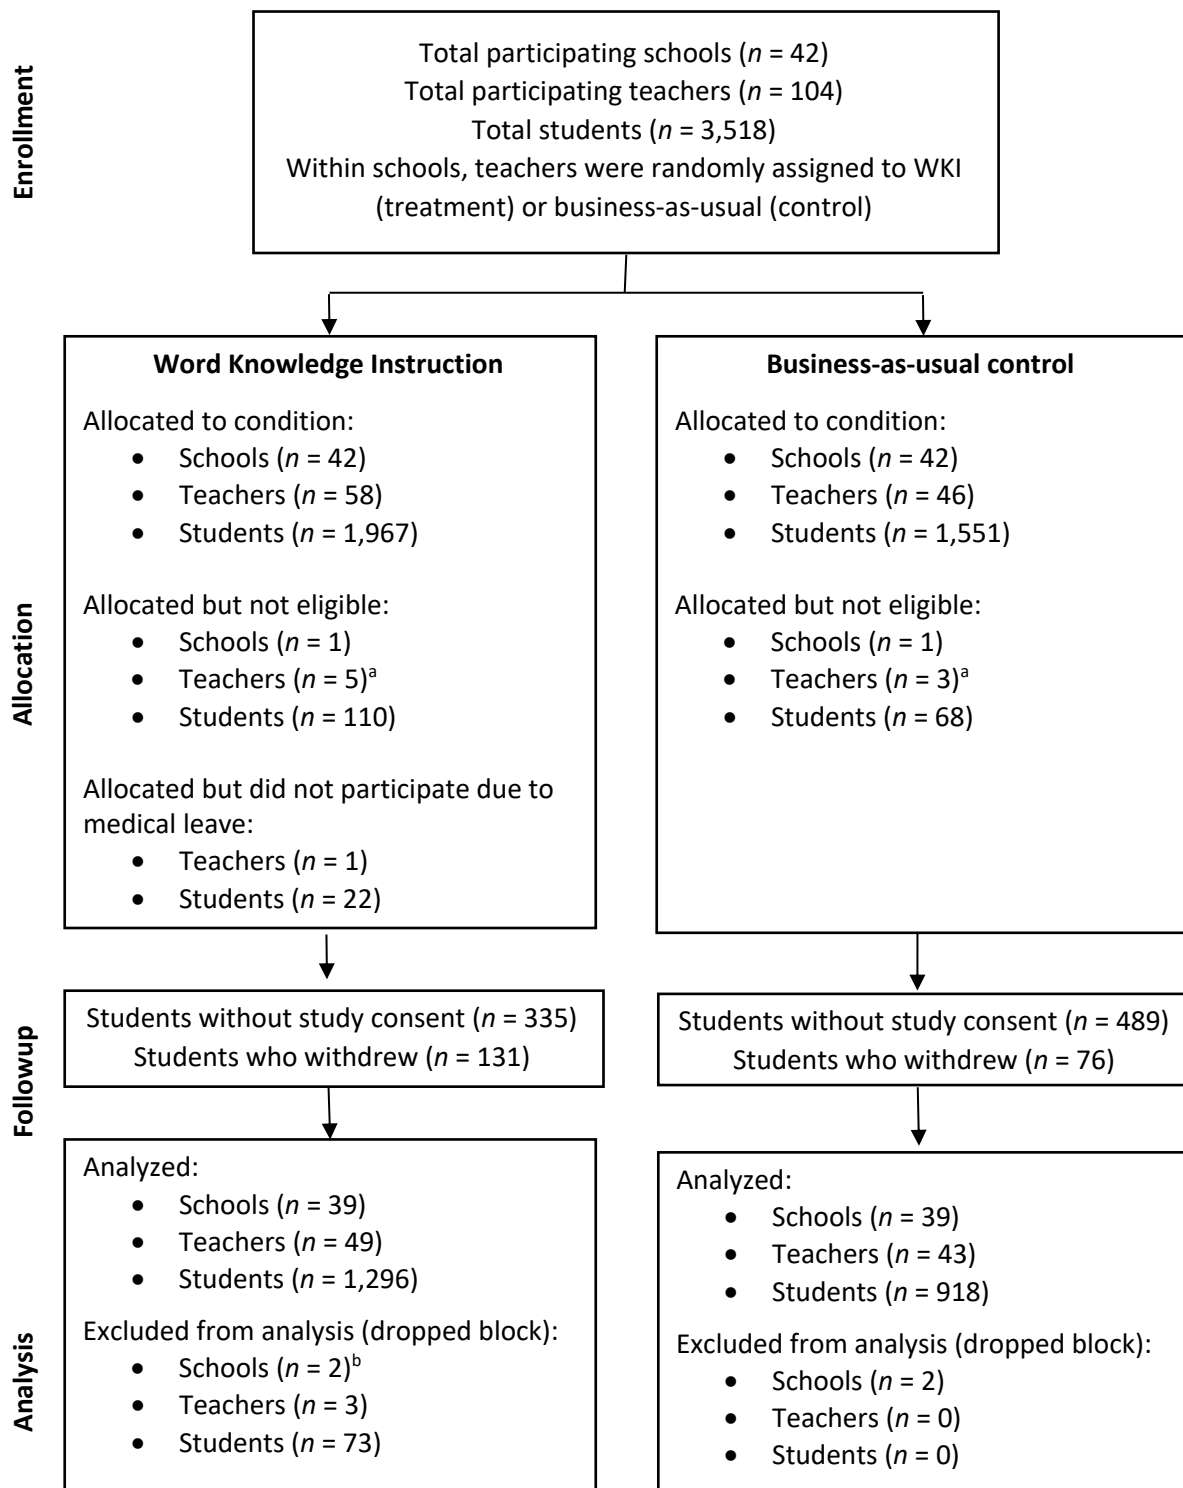 Enrollment
Total participating schools (n = 42)
Total participating teachers (n = 104)
Total students (n = 3,518)
Within schools, teachers were randomly assigned to WKI
(treatment) or business-as-usual (control)
Allocation
Word Knowledge Instruction
Allocated to condition:
• Schools (n = 42)
• Teachers (n = 58)
• Students (n = 1,967)
Allocated but not eligible:
• Schools (n = 1)
• Teachers (n = 5)ᵃ
• Students (n = 110)
Allocated but did not participate due to
medical leave:
• Teachers (n = 1)
• Students (n = 22)
Business-as-usual control
Allocated to condition:
• Schools (n = 42)
• Teachers (n = 46)
• Students (n = 1,551)
Allocated but not eligible:
• Schools (n = 1)
• Teachers (n = 3)ᵃ
• Students (n = 68)
Followup
Students without study consent (n = 335)
Students who withdrew (n = 131)
Students without study consent (n = 489)
Students who withdrew (n = 76)
Analysis
Analyzed:
• Schools (n = 39)
• Teachers (n = 49)
• Students (n = 1,296)
Excluded from analysis (dropped block):
• Schools (n = 2)ᵇ
• Teachers (n = 3)
• Students (n = 73)
Analyzed:
• Schools (n = 39)
• Teachers (n = 43)
• Students (n = 918)
Excluded from analysis (dropped block):
• Schools (n = 2)
• Teachers (n = 0)
• Students (n = 0)